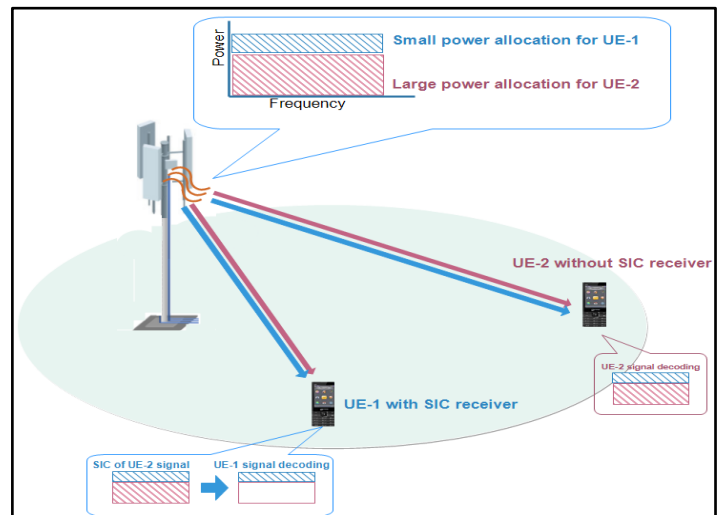 Power
Small power allocation for UE-1
Large power allocation for UE-2
Frequency
UE-2 without SIC receiver
UE-2 signal decoding
UE-1 with SIC receiver
SIC of UE-2 signal
UE-1 signal decoding